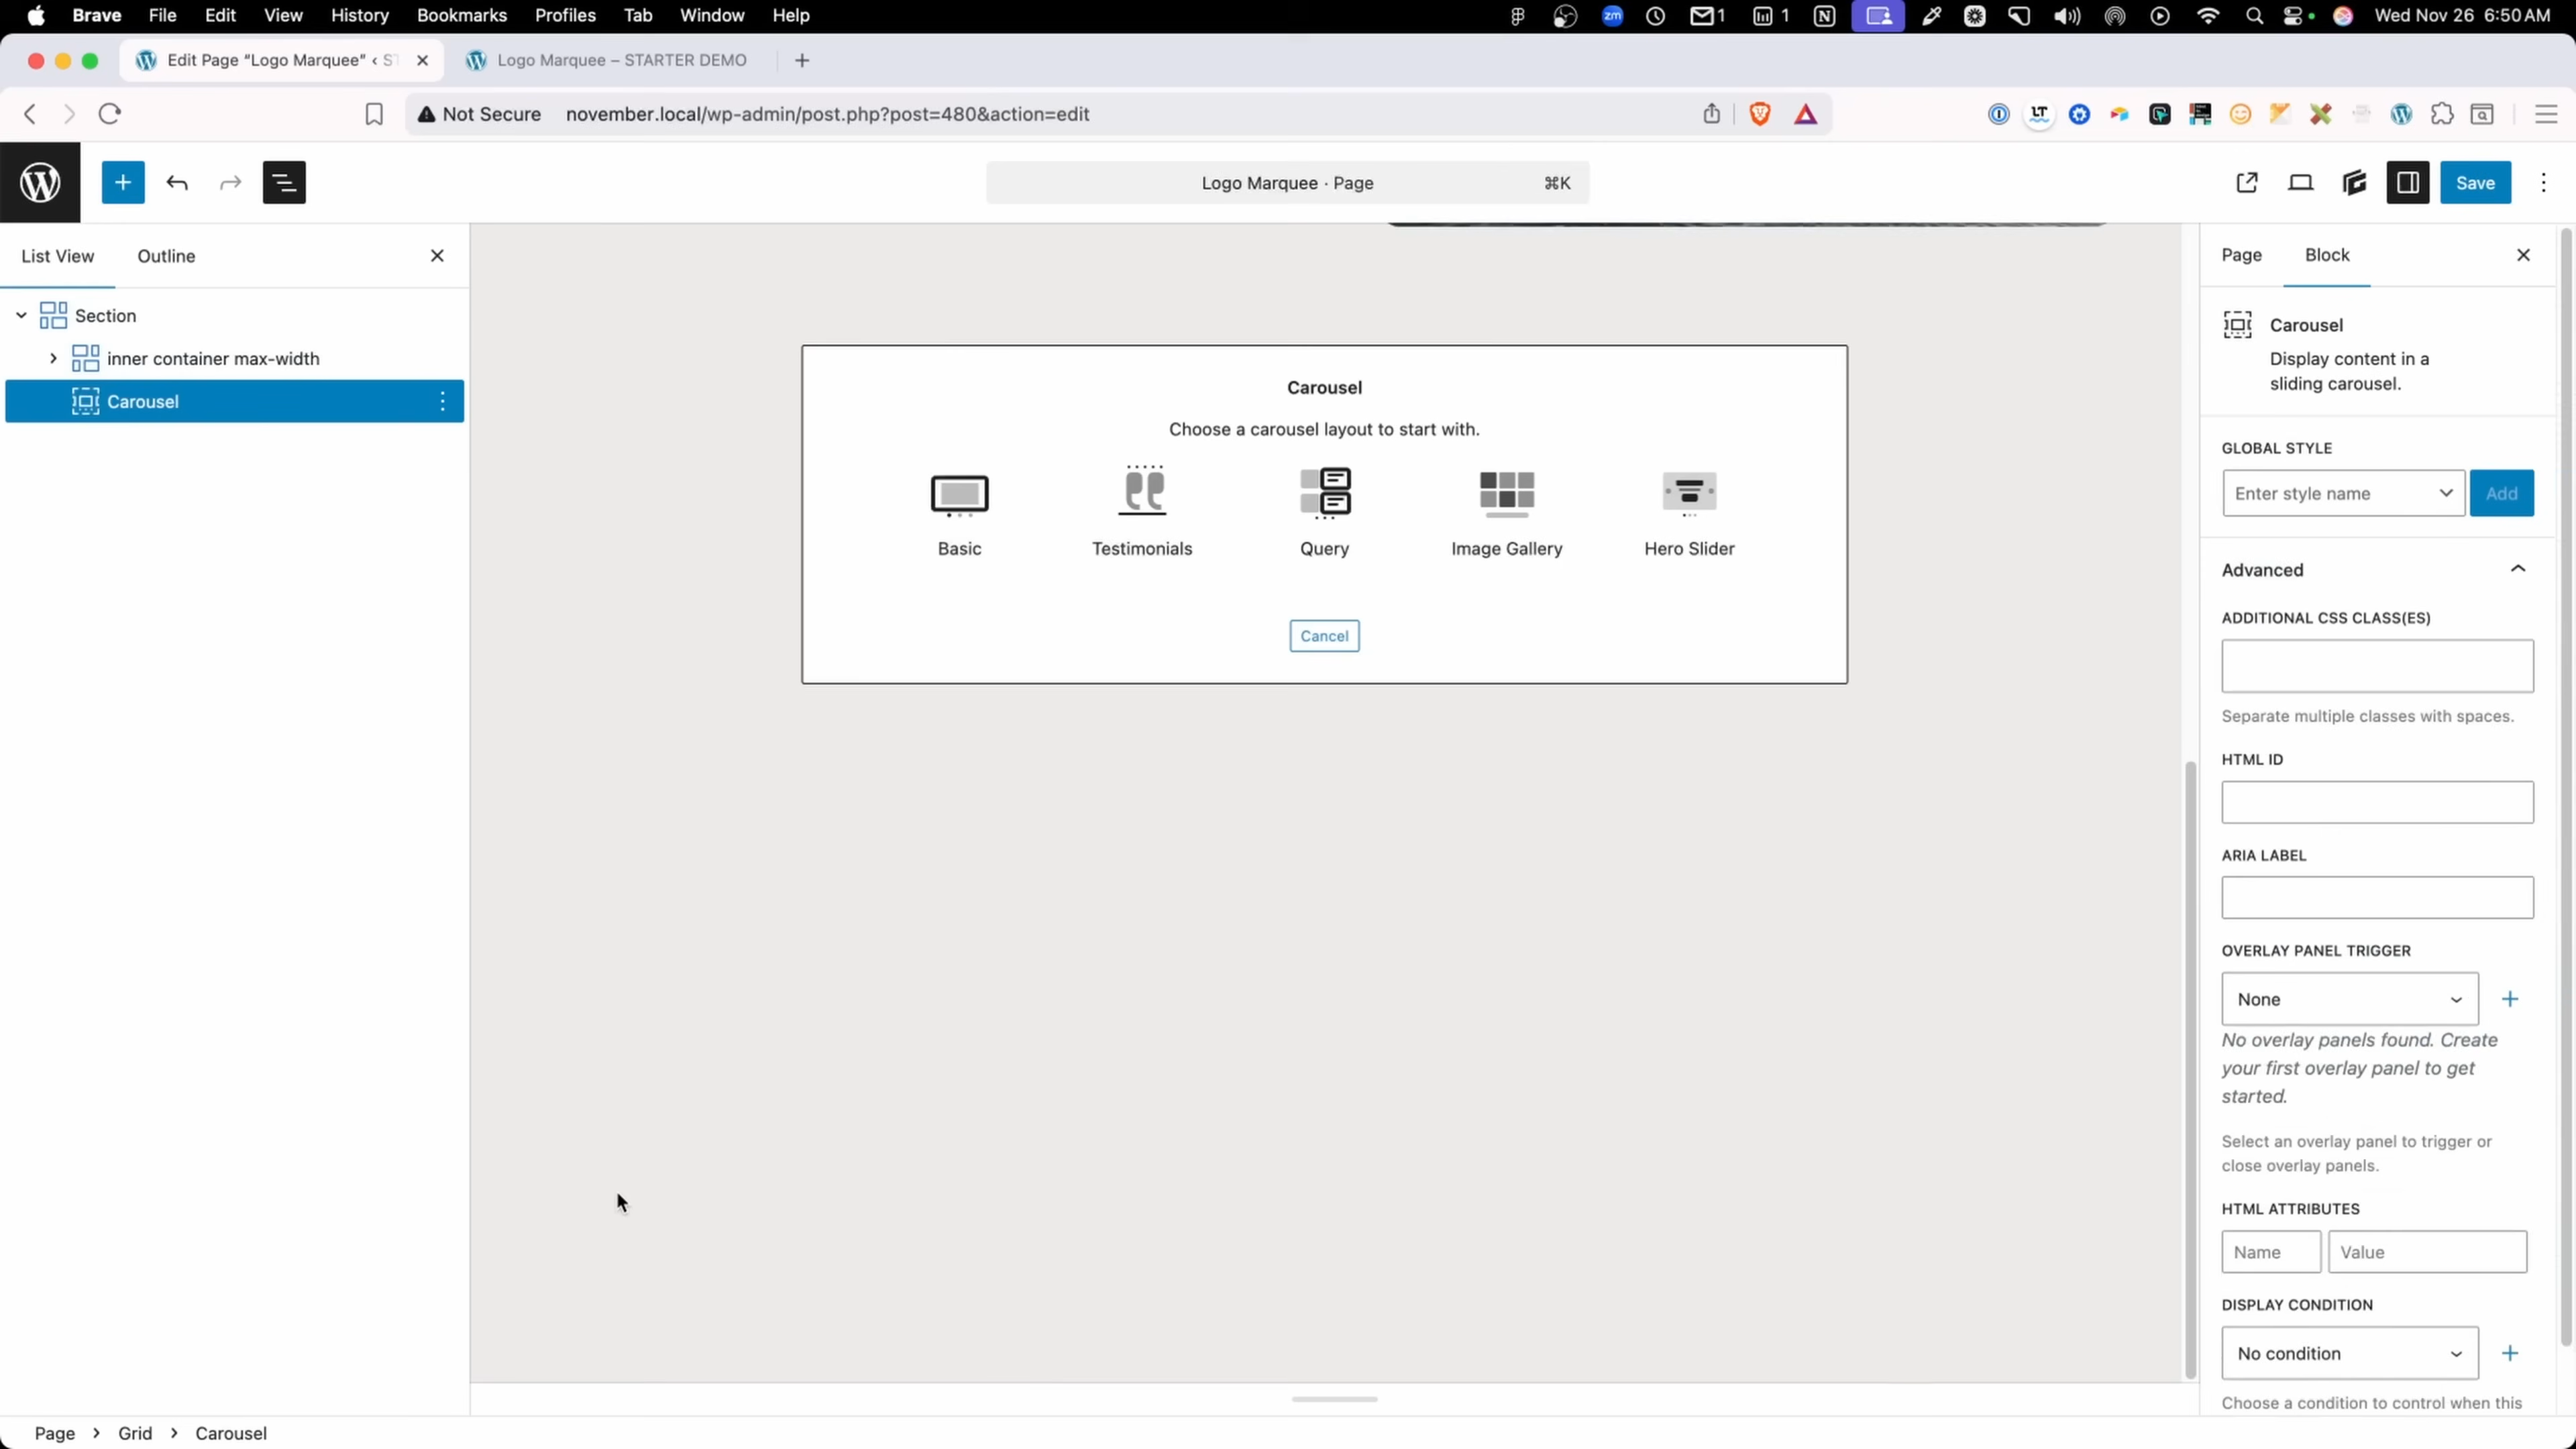 Brave File Edit View History Bookmarks Profiles Tab Window Help zm 1 1 Wed Nov 26 6:50 AM
Edit Page “Logo Marquee” ‹ ST Logo Marquee – STARTER DEMO
Not Secure november.local/wp-admin/post.php?post=480&action=edit LT
Logo Marquee · Page ⌘K Save
List View Outline
Section
inner container max-width
Carousel
Carousel
Choose a carousel layout to start with.
Basic Testimonials Query Image Gallery Hero Slider
Cancel
Page Block
Carousel
Display content in a
sliding carousel.
GLOBAL STYLE
Enter style name Add
Advanced
ADDITIONAL CSS CLASS(ES)
Separate multiple classes with spaces.
HTML ID
ARIA LABEL
OVERLAY PANEL TRIGGER
None
No overlay panels found. Create
your first overlay panel to get
started.
Select an overlay panel to trigger or
close overlay panels.
HTML ATTRIBUTES
Name Value
DISPLAY CONDITION
No condition
Choose a condition to control when this
Page › Grid › Carousel